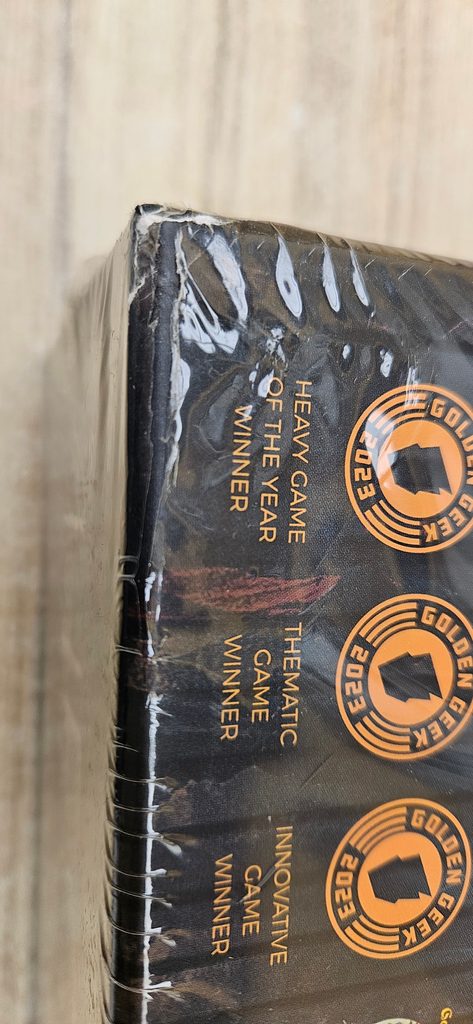 HEAVY GAME
OF THE YEAR
WINNER
GOLDEN GEEK
2023
THEMATIC
GAME
WINNER
GOLDEN GEEK
2023
INNOVATIVE
GAME
WINNER
GOLDEN GEEK
2023